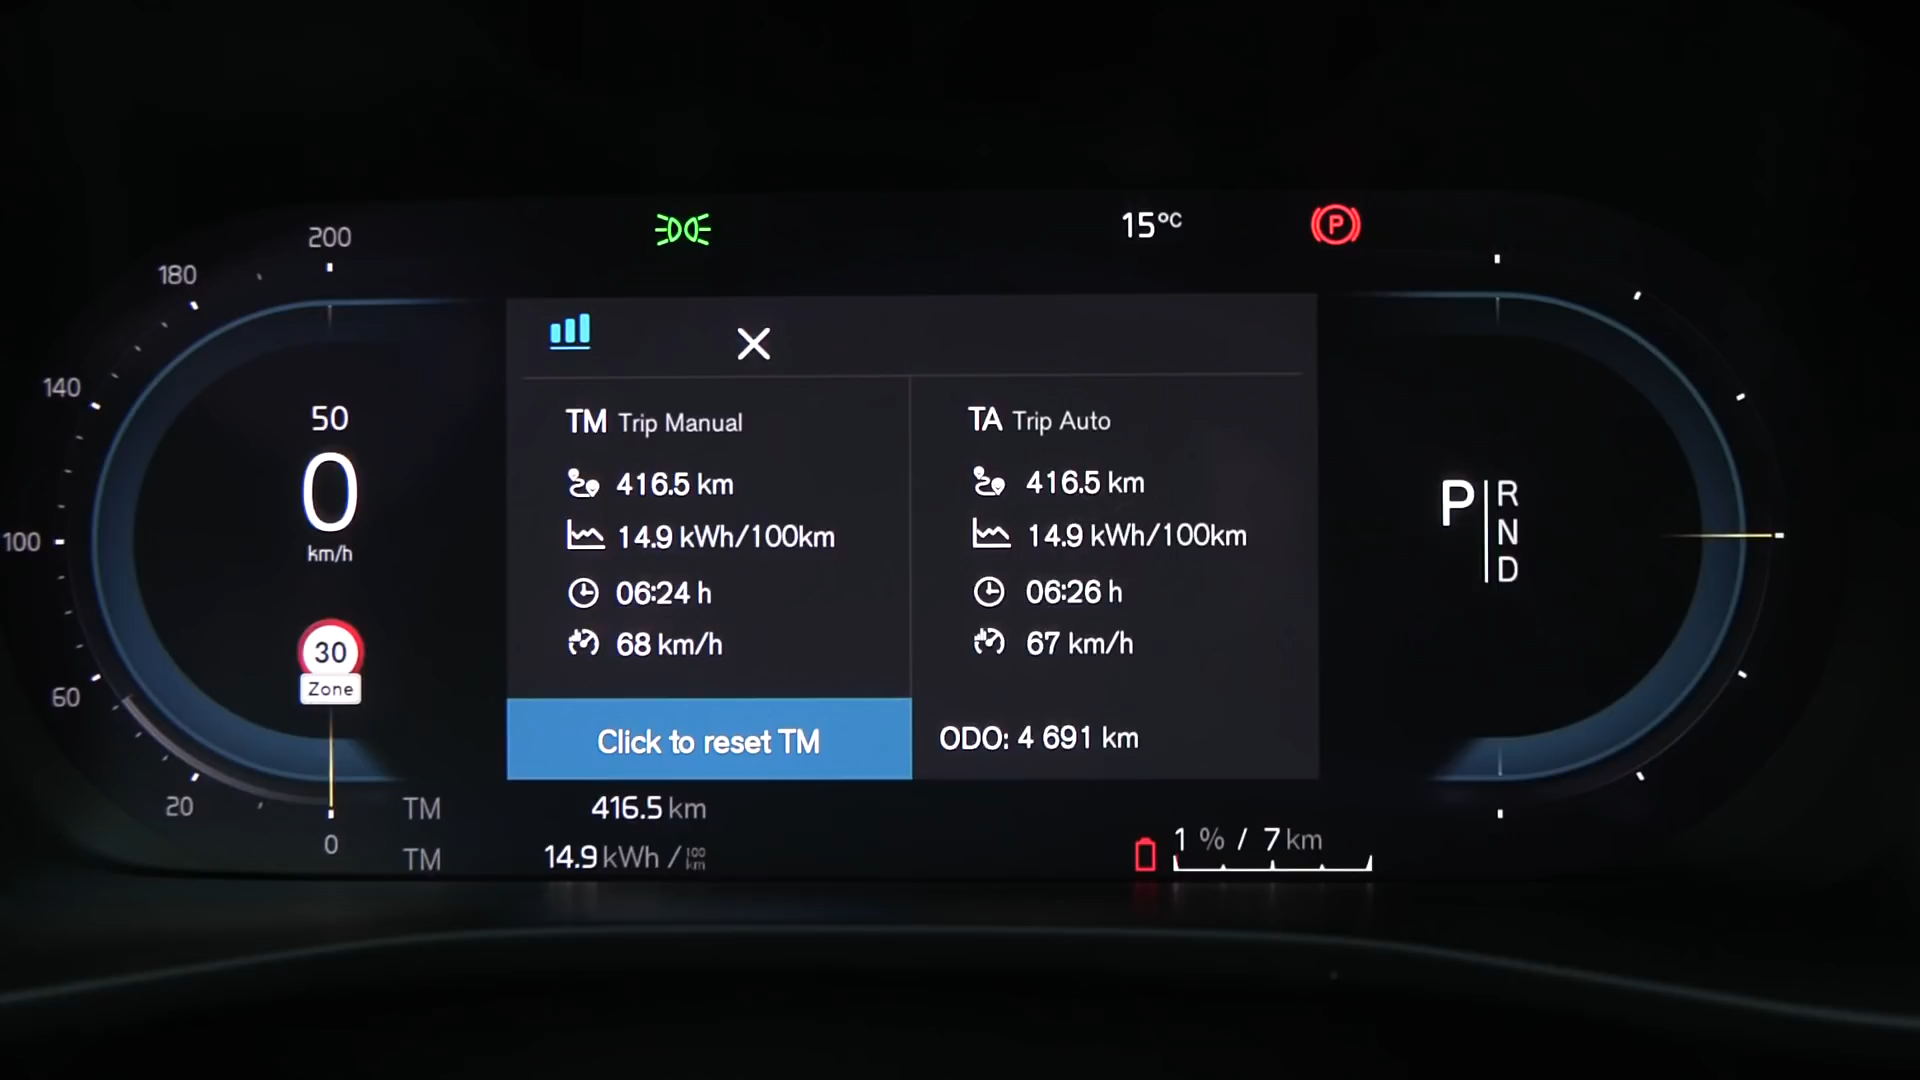 200
180
140
100
60
20
0
50
0
km/h
30
Zone
15°C
P
TM Trip Manual
416.5 km
14.9 kWh/100km
06:24 h
68 km/h
Click to reset TM
TA Trip Auto
416.5 km
14.9 kWh/100km
06:26 h
67 km/h
ODO: 4 691 km
P
R
N
D
TM 416.5 km
TM 14.9 kWh / 100 km
1 % / 7 km